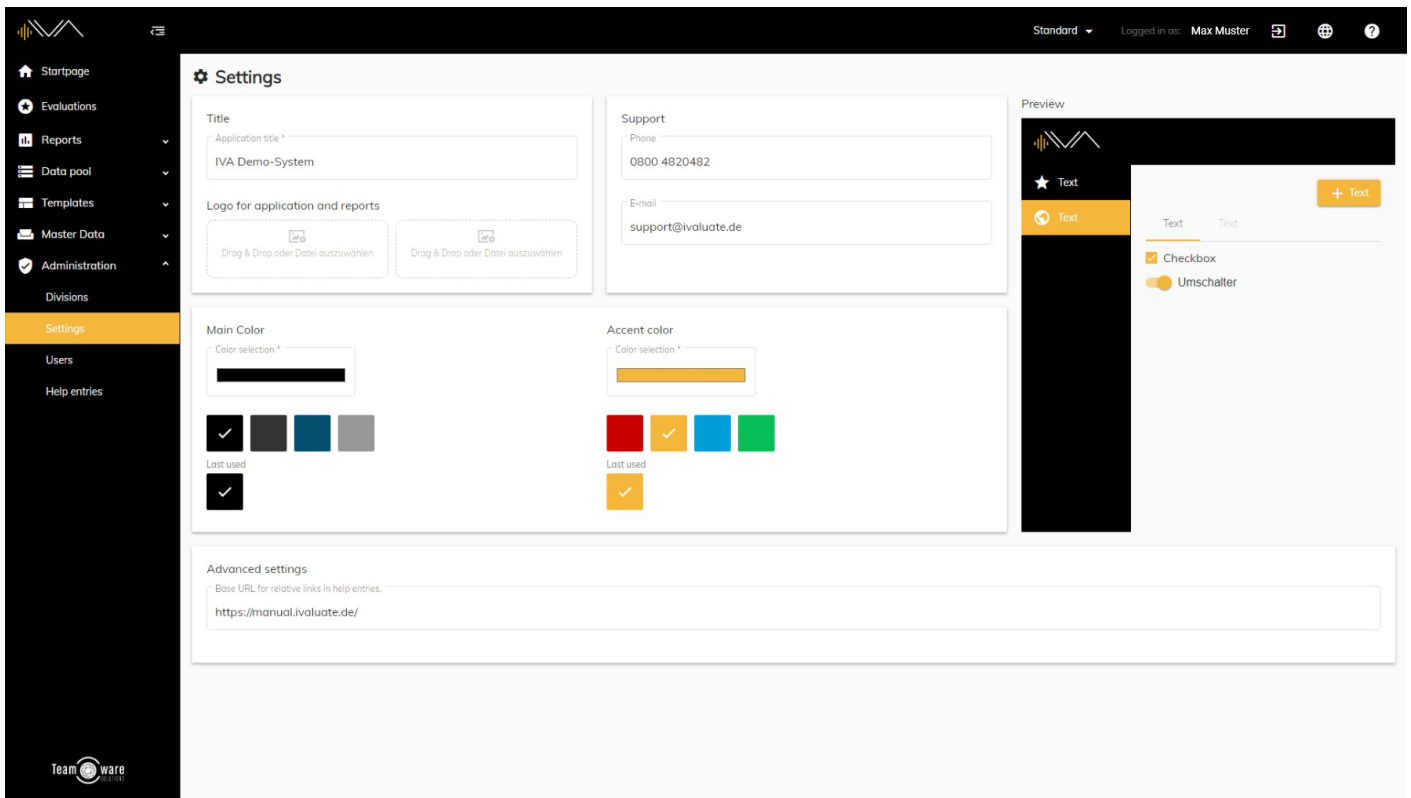 IVA
Standard
Logged in as: Max Muster
Startpage
Evaluations
Reports
Data pool
Templates
Master Data
Administration
Divisions
Settings
Users
Help entries
Team ware
SOLUTIONS
Settings
Title
Application title *
IVA Demo-System
Logo for application and reports
Drag & Drop oder Datei auszuwählen
Drag & Drop oder Datei auszuwählen
Support
Phone
0800 4820482
E-mail
support@ivaluate.de
Main Color
Color selection *
Last used
Accent color
Color selection *
Last used
Advanced settings
Base URL for relative links in help entries.
https://manual.ivaluate.de/
Preview
IVA
Text
Text
+ Text
Text Text
Checkbox
Umschalter